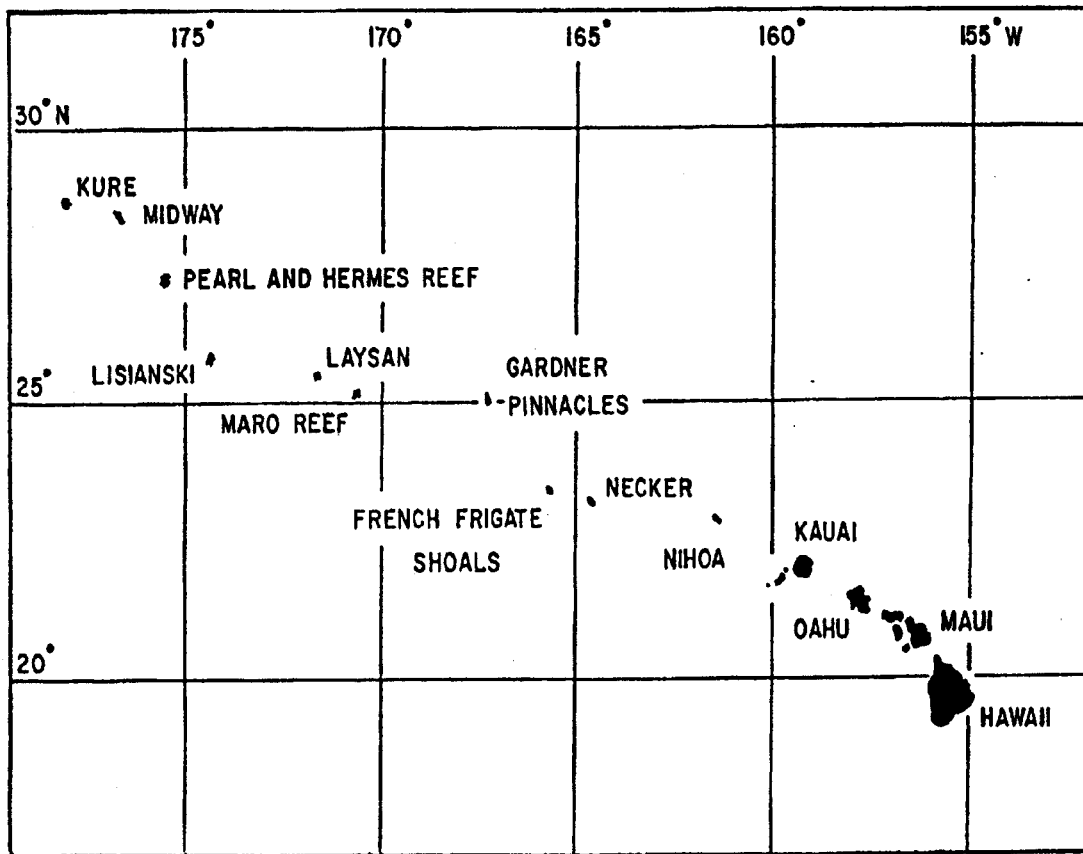 175° 170° 165° 160° 155°W
30°N
KURE
MIDWAY
PEARL AND HERMES REEF
LISIANSKI
LAYSAN
MARO REEF
25°
GARDNER
PINNACLES
FRENCH FRIGATE
SHOALS
NECKER
NIHOA
KAUAI
OAHU
MAUI
20°
HAWAII